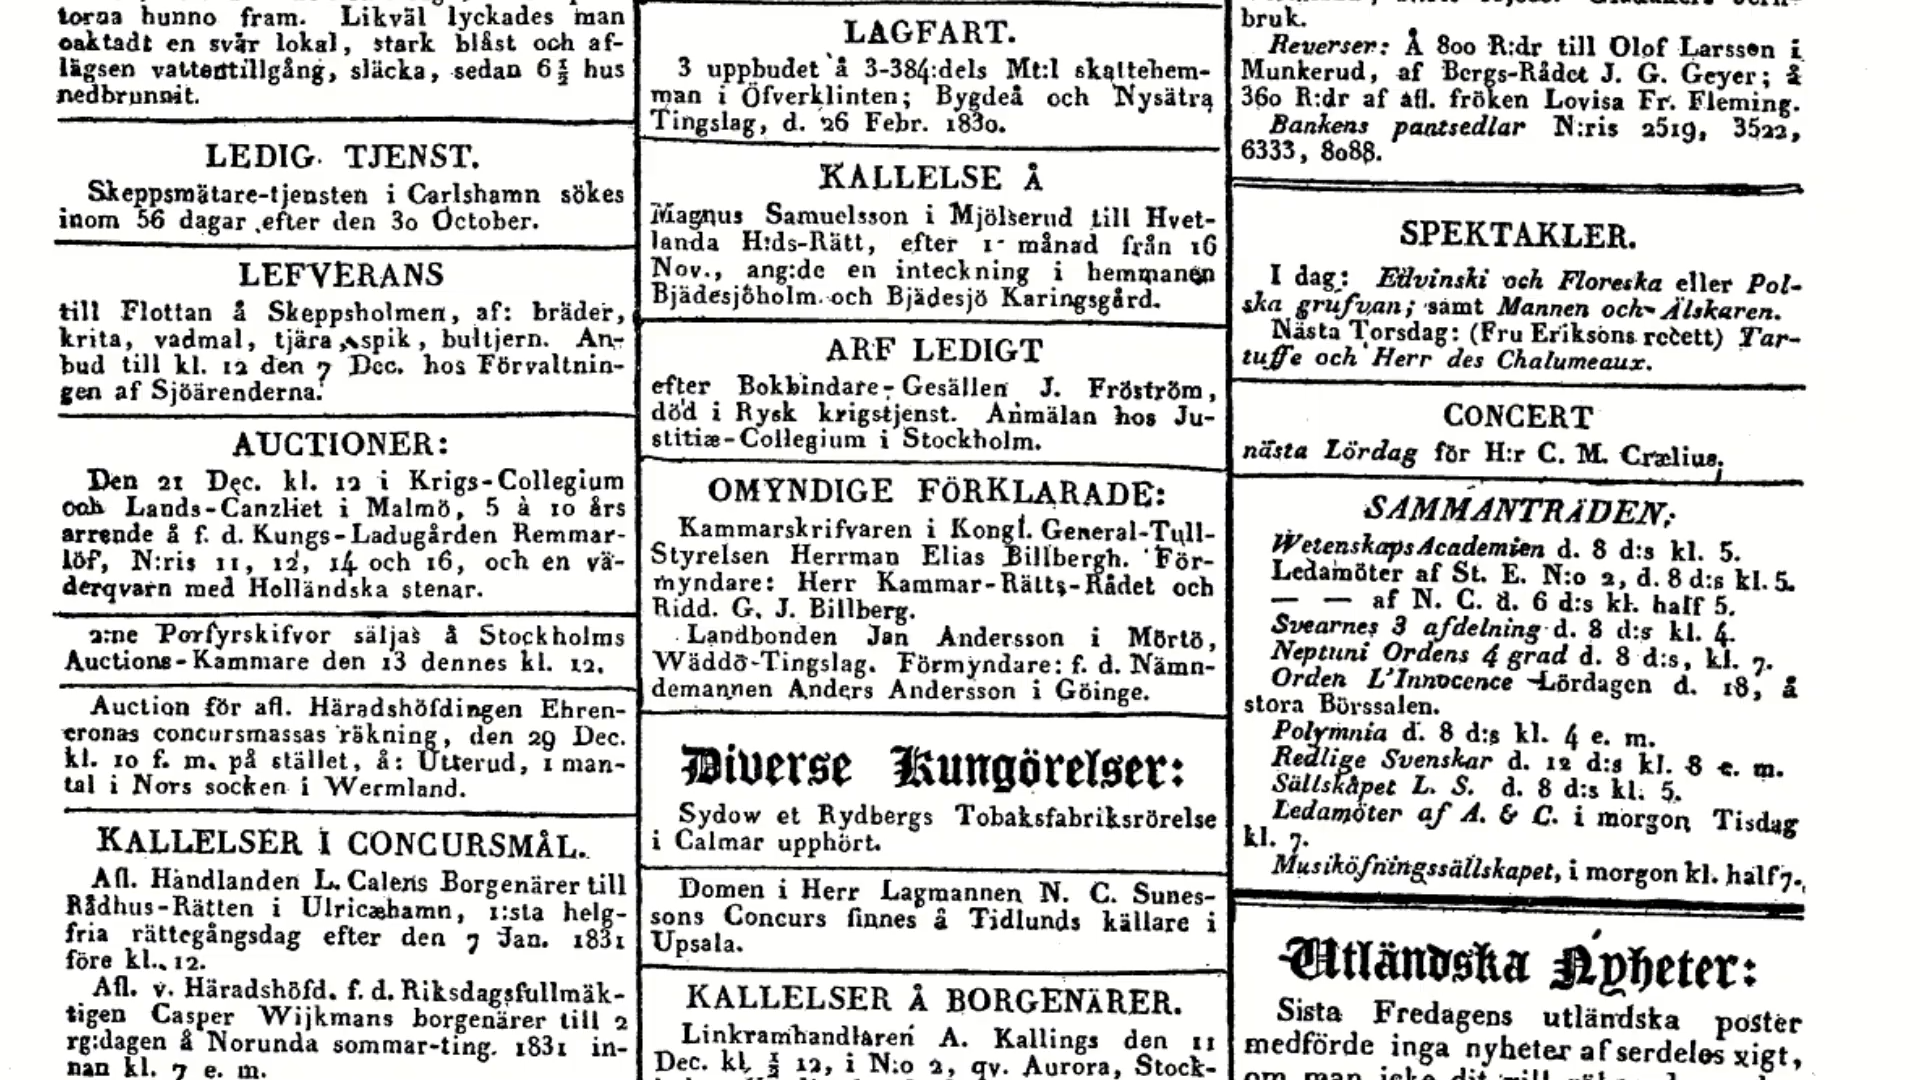 torna hunno fram. Likväl lyckades man
oaktadt en svår lokal, stark blåst och af-
lägsen vattentillgång, släcka, sedan 6½ hus
nedbrunnit.
LEDIG TJENST.
Skeppsmätare-tjensten i Carlshamn sökes
inom 56 dagar efter den 30 October.
LEFVERANS
till Flottan å Skeppsholmen, af: bräder,
krita, vadmal, tjära, spik, bultjern. An-
bud till kl. 12 den 7 Dec. hos Förvaltnin-
gen af Sjöärenderna.
AUCTIONER:
Den 21 Dec. kl. 12 i Krigs-Collegium
och Lands-Canzliet i Malmö, 5 à 10 års
arrende å f. d. Kungs-Ladugården Remmar-
löf, N:ris 11, 12, 14 och 16, och en vä-
derqvarn med Holländska stenar.
2:ne Porfyrskifvor säljas å Stockholms
Auctions-Kammare den 13 dennes kl. 12.
Auction för afl. Häradshöfdingen Ehren-
cronas concursmassas räkning, den 29 Dec.
kl. 10 f. m. på stället, å: Utterud, 1 man-
tal i Nors socken i Wermland.
KALLELSER I CONCURSMÅL.
Afl. Handlanden L. Calens Borgenärer till
Rådhus-Rätten i Ulricæhamn, 1:sta helg-
fria rättegångsdag efter den 7 Jan. 1831
före kl. 12.
Afl. v. Häradshöfd. f. d. Riksdagsfullmäk-
tigen Casper Wijkmans borgenärer till 2
rg:dagen å Norunda sommar-ting. 1831 in-
nan kl. 7 e. m.
LAGFART.
3 uppbudet å 3-384:dels Mt:l skattehem-
man i Öfverklinten; Bygdeå och Nysätra
Tingslag, d. 26 Febr. 1830.
KALLELSE Å
Magnus Samuelsson i Mjölserud till Hvet-
landa H:ds-Rätt, efter 1 månad från 16
Nov., ang:de en inteckning i hemmanen
Bjädesjöholm och Bjädesjö Karingsgård.
ARF LEDIGT
efter Bokbindare-Gesällen J. Fröström,
död i Rysk krigstjenst. Anmälan hos Ju-
stitiæ-Collegium i Stockholm.
OMYNDIGE FÖRKLARADE:
Kammarskrifvaren i Kongl. General-Tull-
Styrelsen Herrman Elias Billbergh. För-
myndare: Herr Kammar-Rätts-Rådet och
Ridd. G. J. Billberg.
Landbonden Jan Andersson i Mörtö,
Wäddö-Tingslag. Förmyndare: f. d. Nämn-
demannen Anders Andersson i Göinge.
Diverse Kungörelser:
Sydow et Rydbergs Tobaksfabriksrörelse
i Calmar upphört.
Domen i Herr Lagmannen N. C. Sunes-
sons Concurs finnes å Tidlunds källare i
Upsala.
KALLELSER Å BORGENÄRER.
Linkramhandlaren A. Kallings den 11
Dec. kl. ½ 12, i N:o 2, qv. Aurora, Stock-
bruk.
Reverser: Å 800 R:dr till Olof Larsson i
Munkerud, af Bergs-Rådet J. G. Geyer; å
360 R:dr af afl. fröken Lovisa Fr. Fleming.
Bankens pantsedlar N:ris 2519, 3522,
6333, 8088.
SPEKTAKLER.
I dag: Edvinski och Floreska eller Pol-
ska grufvan; samt Mannen och Älskaren.
Nästa Torsdag: (Fru Eriksons recett) Tar-
tuffe och Herr des Chalumeaux.
CONCERT
nästa Lördag för H:r C. M. Crælius.
SAMMANTRÄDEN:
WetenskapsAcademien d. 8 d:s kl. 5.
Ledamöter af St. E. N:o 2, d. 8 d:s kl. 5.
— — af N. C. d. 6 d:s kl. half 5.
Svearnes 3 afdelning d. 8 d:s kl. 4.
Neptuni Ordens 4 grad d. 8 d:s, kl. 7.
Orden L'Innocence Lördagen d. 18, å
stora Börssalen.
Polymnia d. 8 d:s kl. 4 e. m.
Redlige Svenskar d. 12 d:s kl. 8 e. m.
Sällskapet L. S. d. 8 d:s kl. 5.
Ledamöter af A. & C. i morgon Tisdag
kl. 7.
Musiköfningssällskapet, i morgon kl. half 7.
Utländska Nyheter:
Sista Fredagens utländska poster
medförde inga nyheter af serdeles vigt,